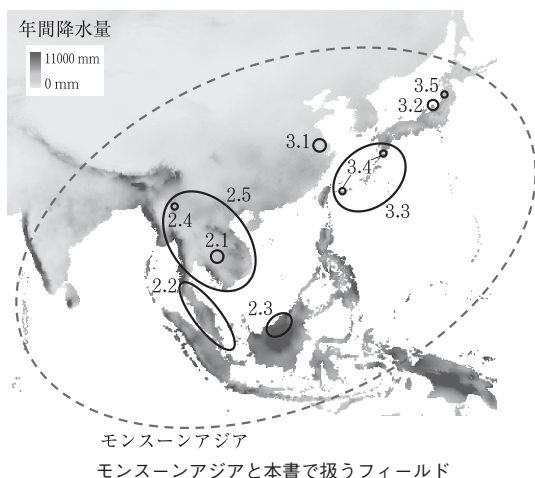 年間降水量
11000 mm
0 mm
3.5
3.2
3.1
3.4
3.3
2.5
2.4
2.1
2.2
2.3
モンスーンアジア
モンスーンアジアと本書で扱うフィールド